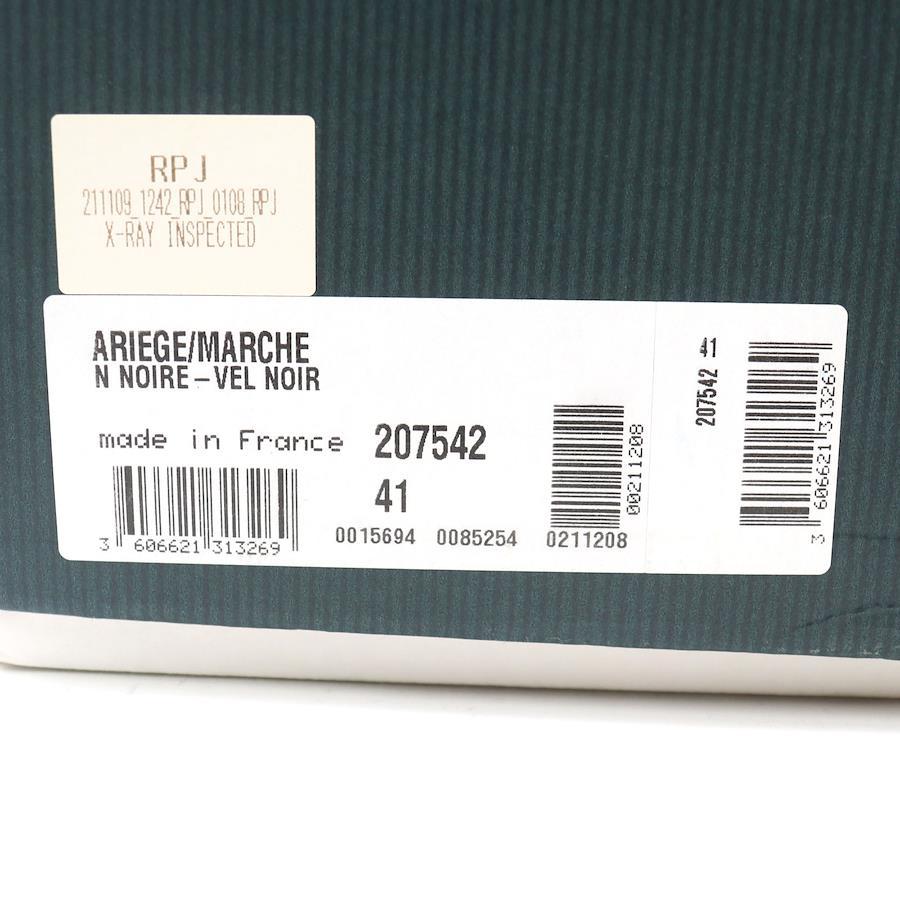 RPJ
211109_1242_RPJ_0108_RPJ
X-RAY INSPECTED
ARIEGE/MARCHE
N NOIRE-VEL NOIR
made in France 207542
41
3 606621 313269
0015694 0085254 0211208
00211208
207542 41
3 606621 313269